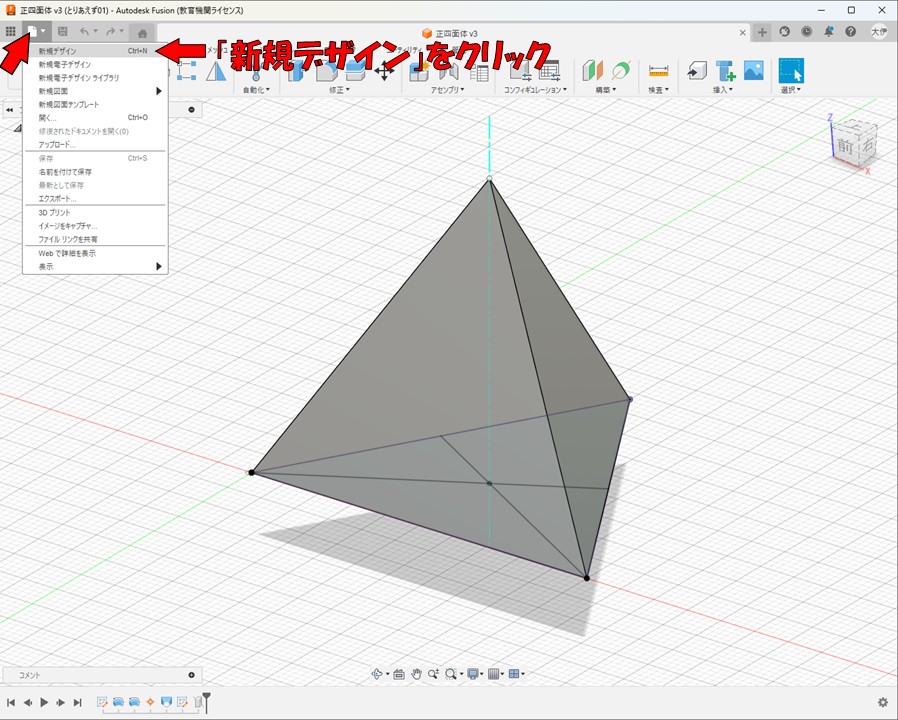 正四面体 v3 (とりあえず01) - Autodesk Fusion (教育機関ライセンス)
正四面体 v3
大伊
「新規デザイン」をクリック
新規デザイン Ctrl+N
新規電子デザイン
新規電子デザイン ライブラリ
新規図面
新規図面テンプレート
開く... Ctrl+O
修復されたドキュメントを開く(0)
アップロード...
保存 Ctrl+S
名前を付けて保存
最新として保存
エクスポート...
3D プリント
イメージをキャプチャ...
ファイル リンクを共有
Web で詳細を表示
表示
自動化
修正
アセンブリ
コンフィギュレーション
構築
検査
挿入
選択
Z
前
右
X
コメント